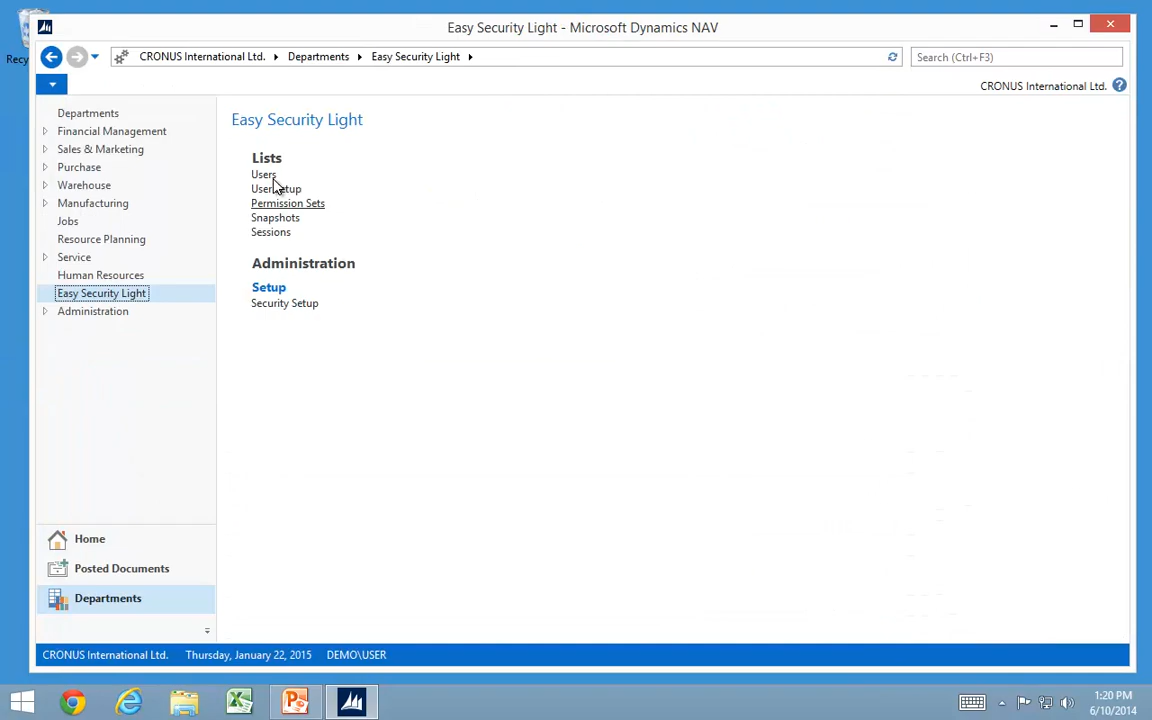 Recy
Easy Security Light - Microsoft Dynamics NAV
CRONUS International Ltd. Departments Easy Security Light
Search (Ctrl+F3)
CRONUS International Ltd.
Departments
Financial Management
Sales & Marketing
Purchase
Warehouse
Manufacturing
Jobs
Resource Planning
Service
Human Resources
Easy Security Light
Administration
Easy Security Light
Lists
Users
User Setup
Permission Sets
Snapshots
Sessions
Administration
Setup
Security Setup
Home
Posted Documents
Departments
CRONUS International Ltd. Thursday, January 22, 2015 DEMO\USER
1:20 PM
6/10/2014